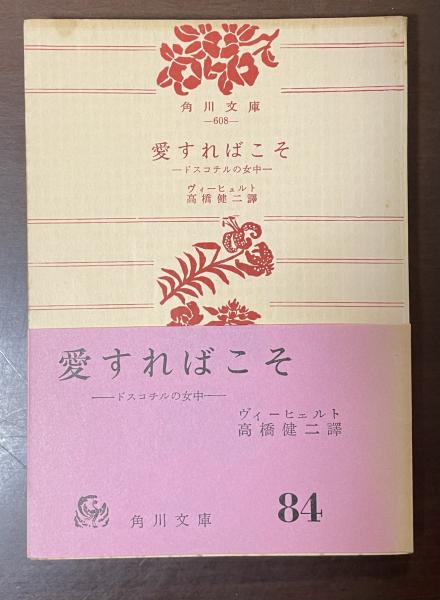 角川文庫
—608—
愛すればこそ
—ドスコチルの女中—
ヴィーヒェルト
高橋健二譯
愛すればこそ
——ドスコチルの女中——
ヴィーヒェルト
高橋健二譯
角川文庫
84